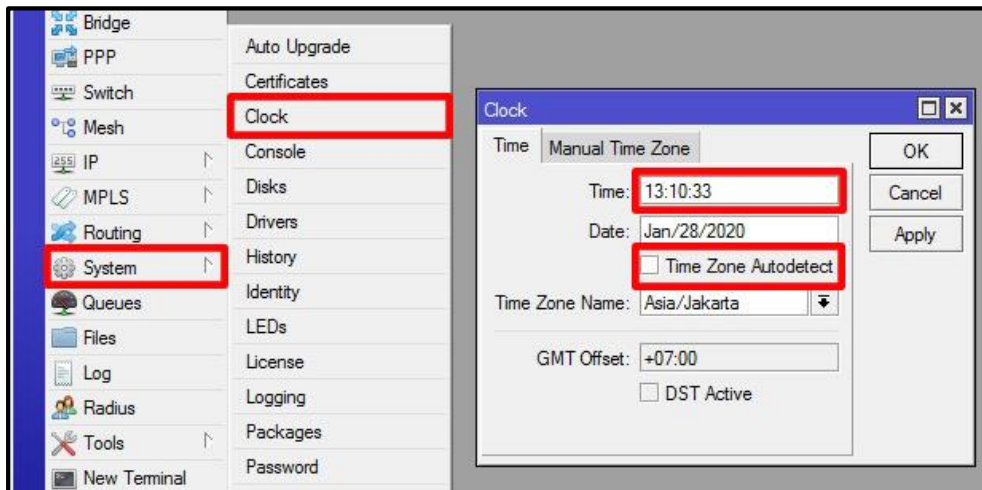 Bridge
PPP
Switch
Mesh
255 IP
MPLS
Routing
System
Queues
Files
Log
Radius
Tools
New Terminal
Auto Upgrade
Certificates
Clock
Console
Disks
Drivers
History
Identity
LEDs
License
Logging
Packages
Password
Clock
Time Manual Time Zone
Time: 13:10:33
Date: Jan/28/2020
Time Zone Autodetect
Time Zone Name: Asia/Jakarta
GMT Offset: +07:00
DST Active
OK
Cancel
Apply